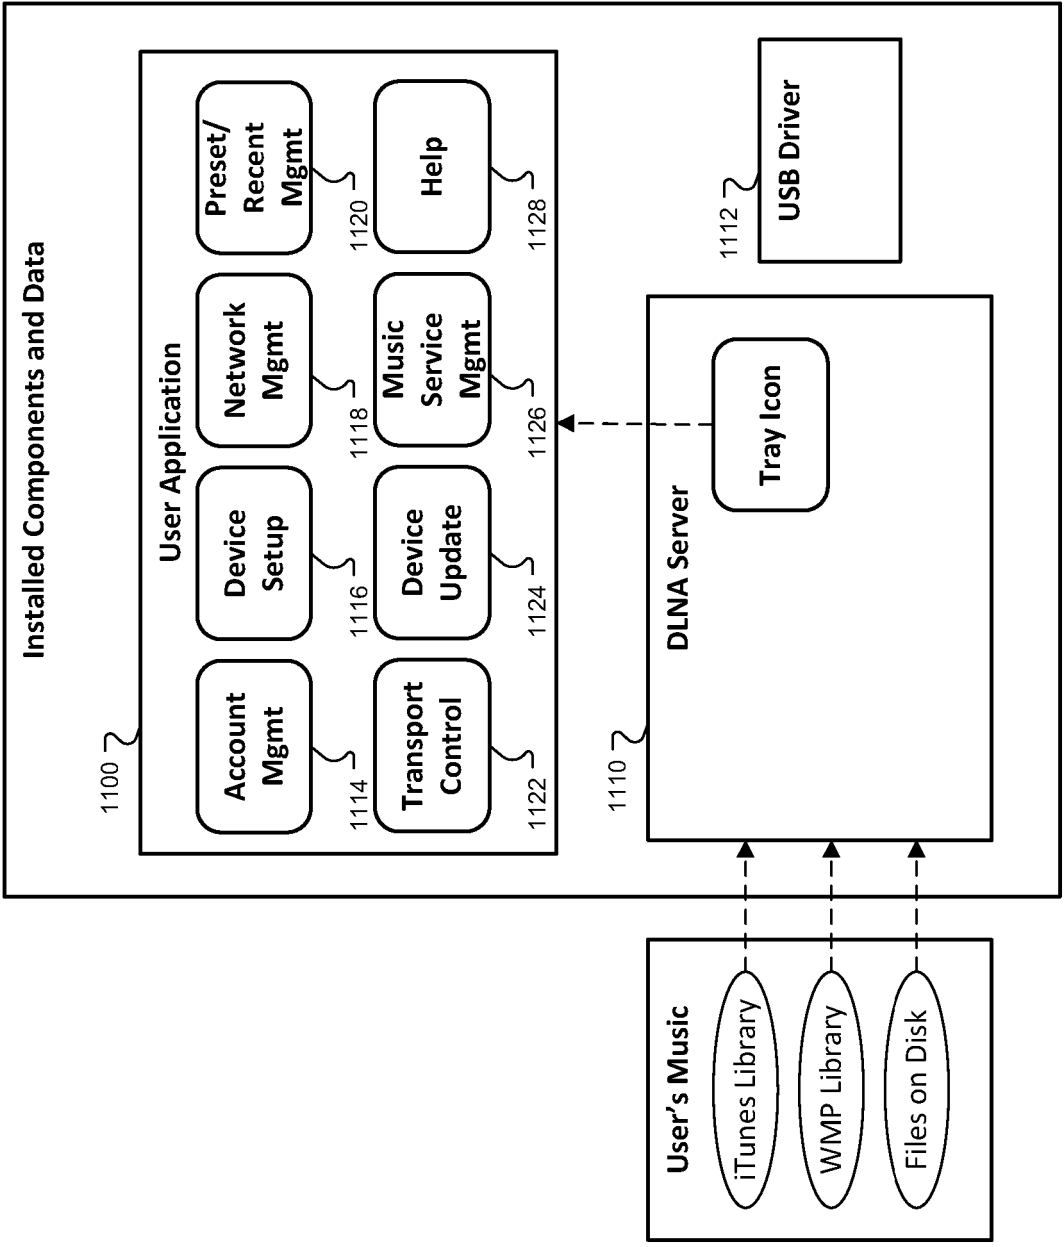 Installed Components and Data
1100
User Application
Account
Mgmt
1114
Device
Setup
1116
Network
Mgmt
1118
Preset/
Recent
Mgmt
1120
Transport
Control
1122
Device
Update
1124
Music
Service
Mgmt
1126
Help
1128
User's Music
iTunes Library
WMP Library
Files on Disk
1110
DLNA Server
Tray Icon
1112
USB Driver